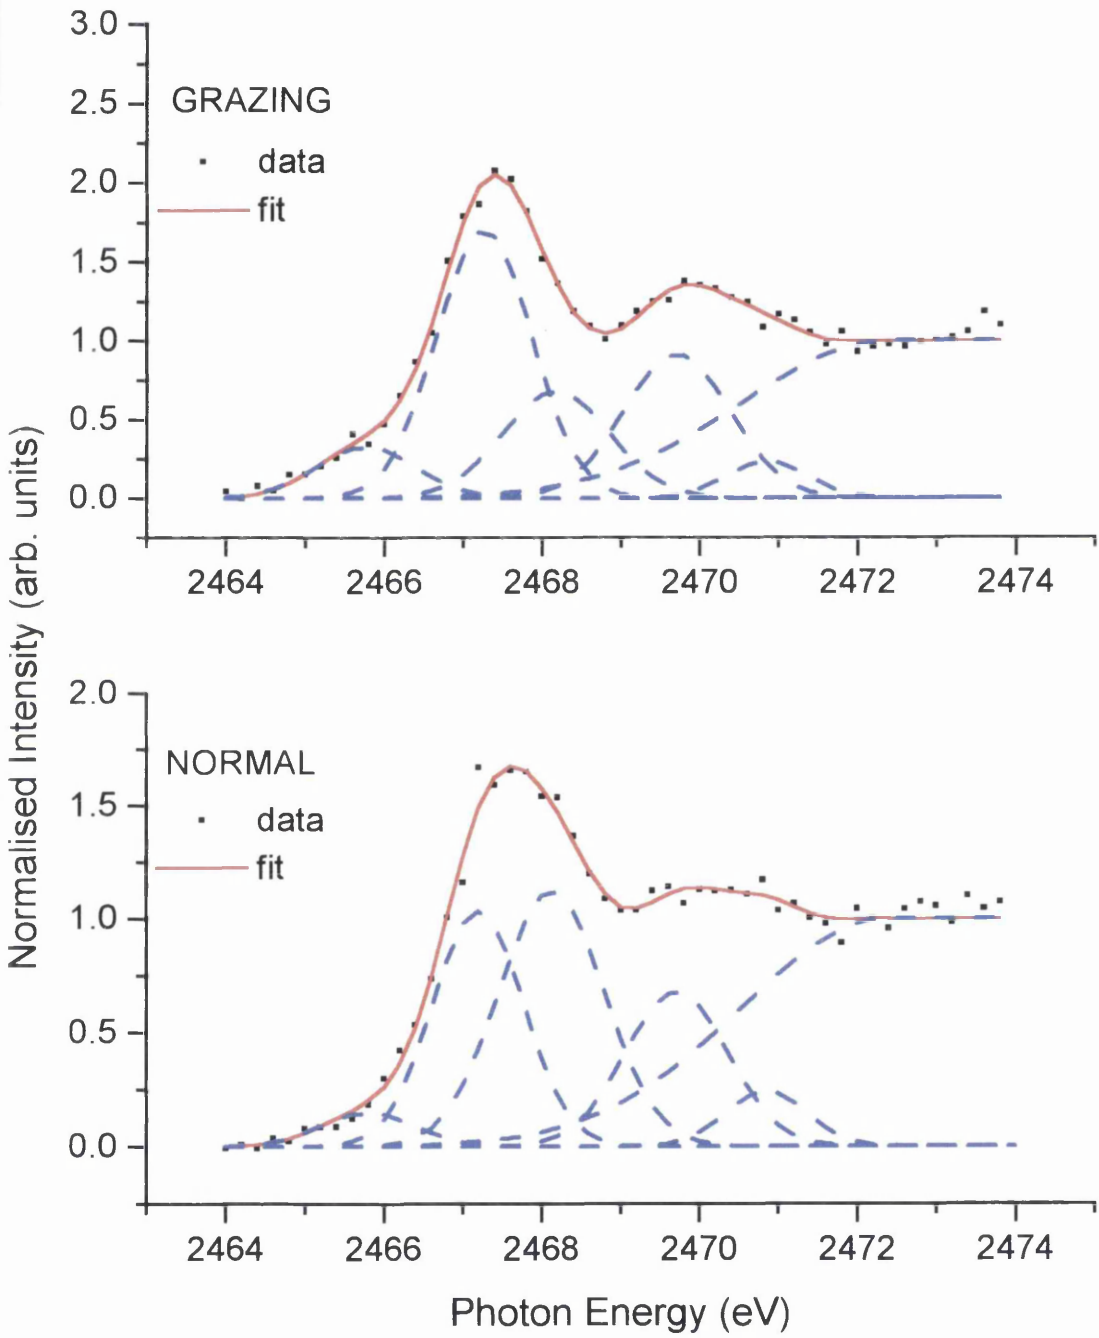 Normalised Intensity (arb. units)
3.0
2.5
2.0
1.5
1.0
0.5
0.0
GRAZING
data
fit
2464 2466 2468 2470 2472 2474
2.0
1.5
1.0
0.5
0.0
NORMAL
data
fit
2464 2466 2468 2470 2472 2474
Photon Energy (eV)